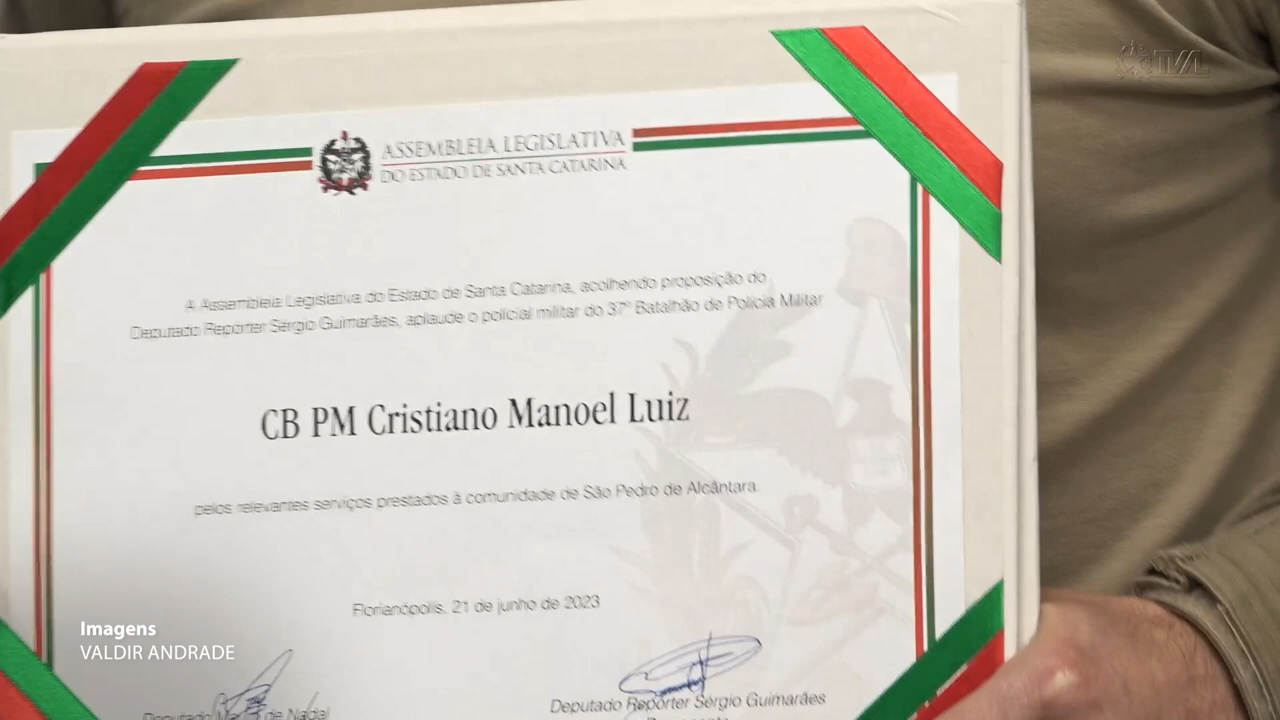 TVAL
ASSEMBLEIA LEGISLATIVA
DO ESTADO DE SANTA CATARINA
A Assembleia Legislativa do Estado de Santa Catarina, acolhendo proposição do
Deputado Repórter Sérgio Guimarães, aplaude o policial militar do 37º Batalhão de Polícia Militar
CB PM Cristiano Manoel Luiz
pelos relevantes serviços prestados à comunidade de São Pedro de Alcântara.
Florianópolis, 21 de junho de 2023
Imagens
VALDIR ANDRADE
Deputado de Nadal
Deputado Repórter Sérgio Guimarães